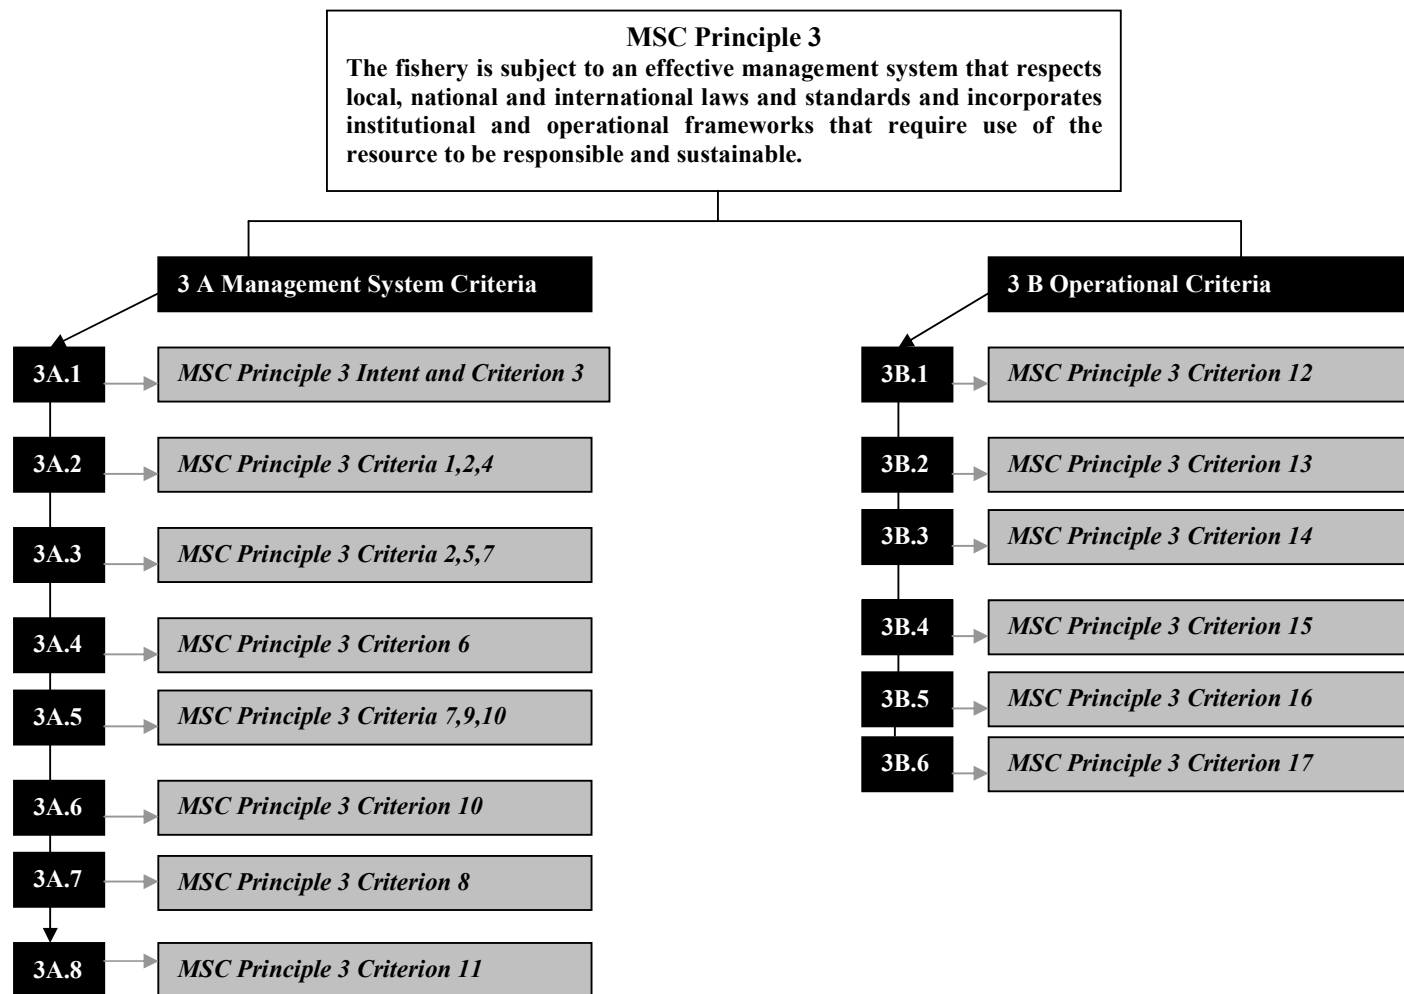 MSC Principle 3
The fishery is subject to an effective management system that respects
local, national and international laws and standards and incorporates
institutional and operational frameworks that require use of the
resource to be responsible and sustainable.
3 A Management System Criteria
3A.1
MSC Principle 3 Intent and Criterion 3
3A.2
MSC Principle 3 Criteria 1,2,4
3A.3
MSC Principle 3 Criteria 2,5,7
3A.4
MSC Principle 3 Criterion 6
3A.5
MSC Principle 3 Criteria 7,9,10
3A.6
MSC Principle 3 Criterion 10
3A.7
MSC Principle 3 Criterion 8
3A.8
MSC Principle 3 Criterion 11
3 B Operational Criteria
3B.1
MSC Principle 3 Criterion 12
3B.2
MSC Principle 3 Criterion 13
3B.3
MSC Principle 3 Criterion 14
3B.4
MSC Principle 3 Criterion 15
3B.5
MSC Principle 3 Criterion 16
3B.6
MSC Principle 3 Criterion 17